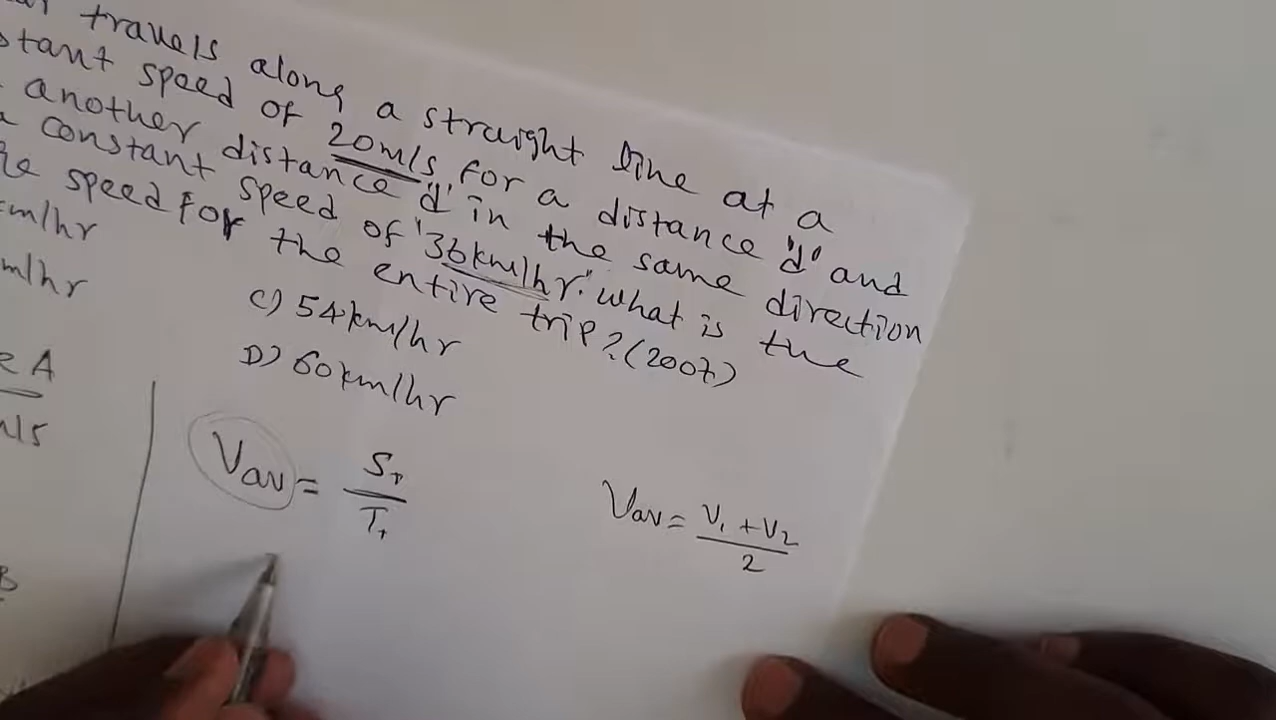 travels along a straight line at a
stant speed of 20m/s for a distance 'd' and
another distance 'd' in the same direction
a constant speed of '36km/hr.' what is the
speed for the entire trip? (2007)
km/hr
m/hr
C) 54km/hr
D) 60km/hr
A
m/s
Vav = ST / TT
Vav = V1 + V2 / 2
B